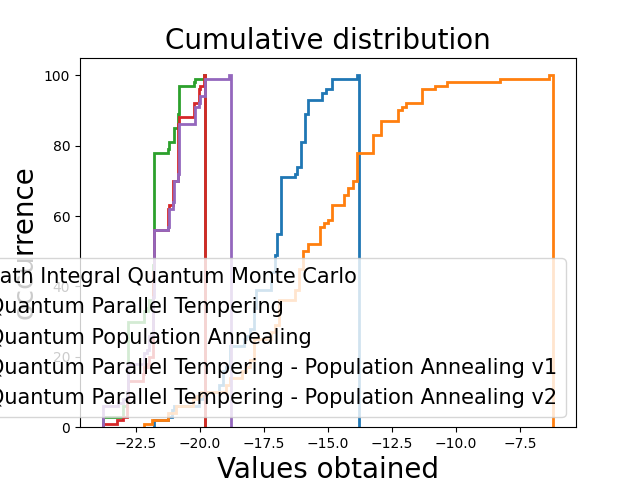 Cumulative distribution
100
80
60
40
20
0
occurrence
ath Integral Quantum Monte Carlo
Quantum Parallel Tempering
Quantum Population Annealing
Quantum Parallel Tempering - Population Annealing v1
Quantum Parallel Tempering - Population Annealing v2
−22.5 −20.0 −17.5 −15.0 −12.5 −10.0 −7.5
Values obtained